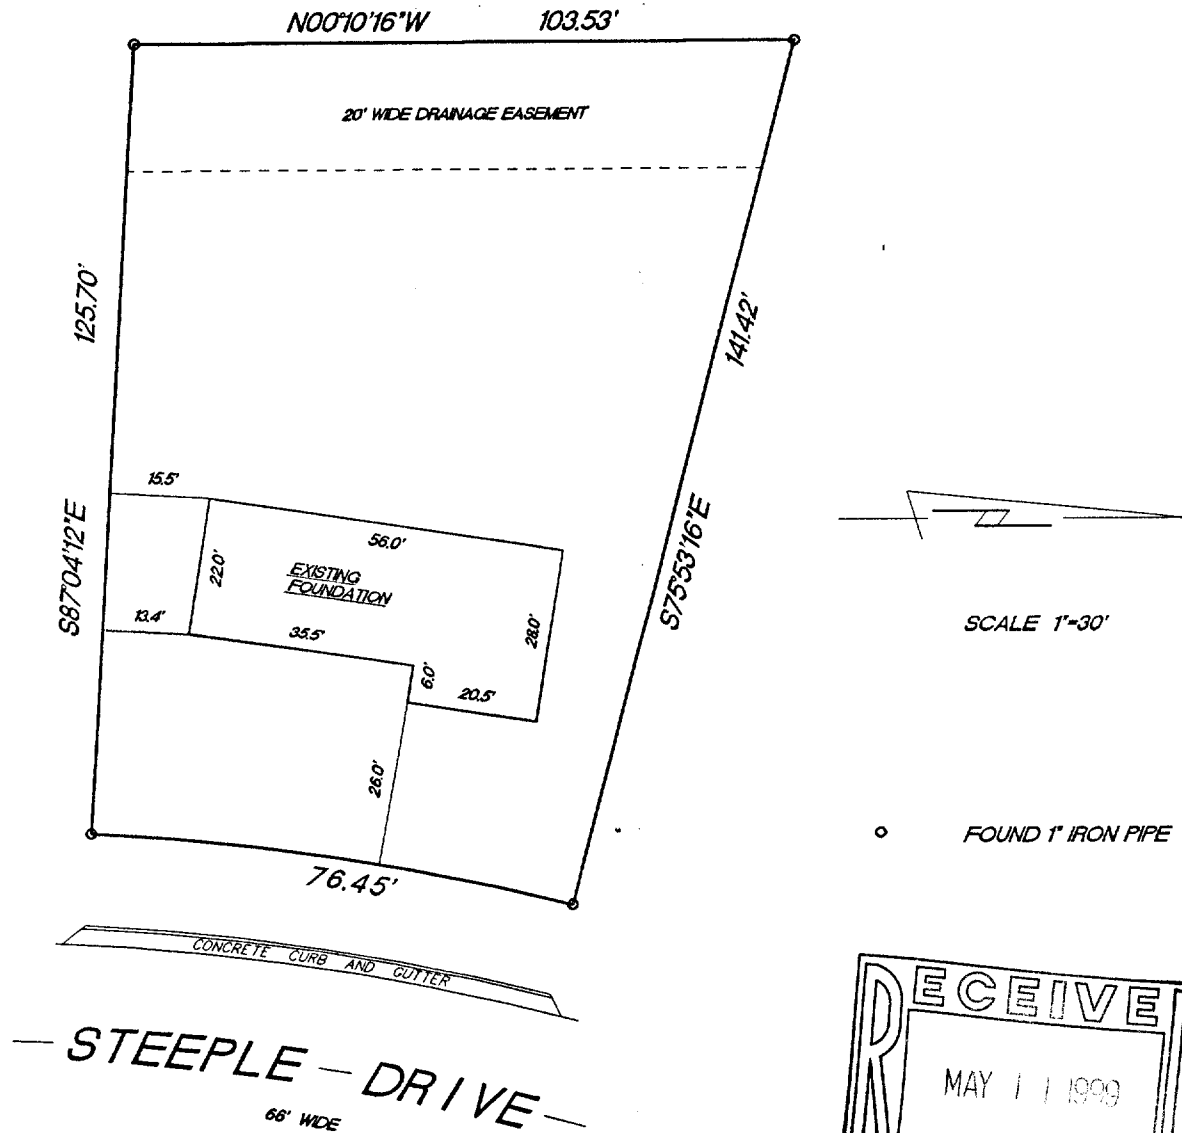 N00°10'16"W 103.53'
20' WIDE DRAINAGE EASEMENT
125.70'
141.42'
15.5'
56.0'
S87°04'12"E
22.0'
EXISTING
FOUNDATION
S75°53'16"E
28.0'
13.4'
35.5'
6.0'
20.5'
26.0'
SCALE 1"=30'
FOUND 1" IRON PIPE
76.45'
CONCRETE CURB AND GUTTER
STEEPLE DRIVE
66' WIDE
RECEIVE
MAY 11 1999